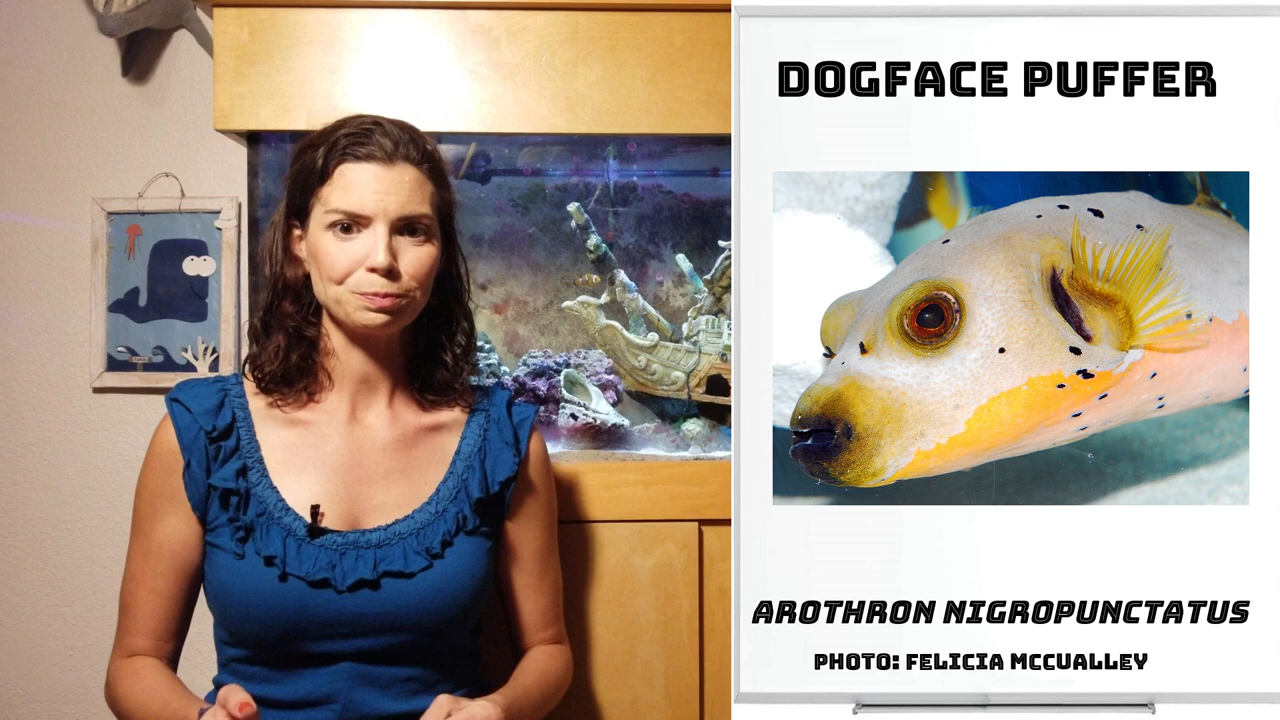 DOGFACE PUFFER
AROTHRON NIGROPUNCTATUS
PHOTO: FELICIA MCCUALLEY